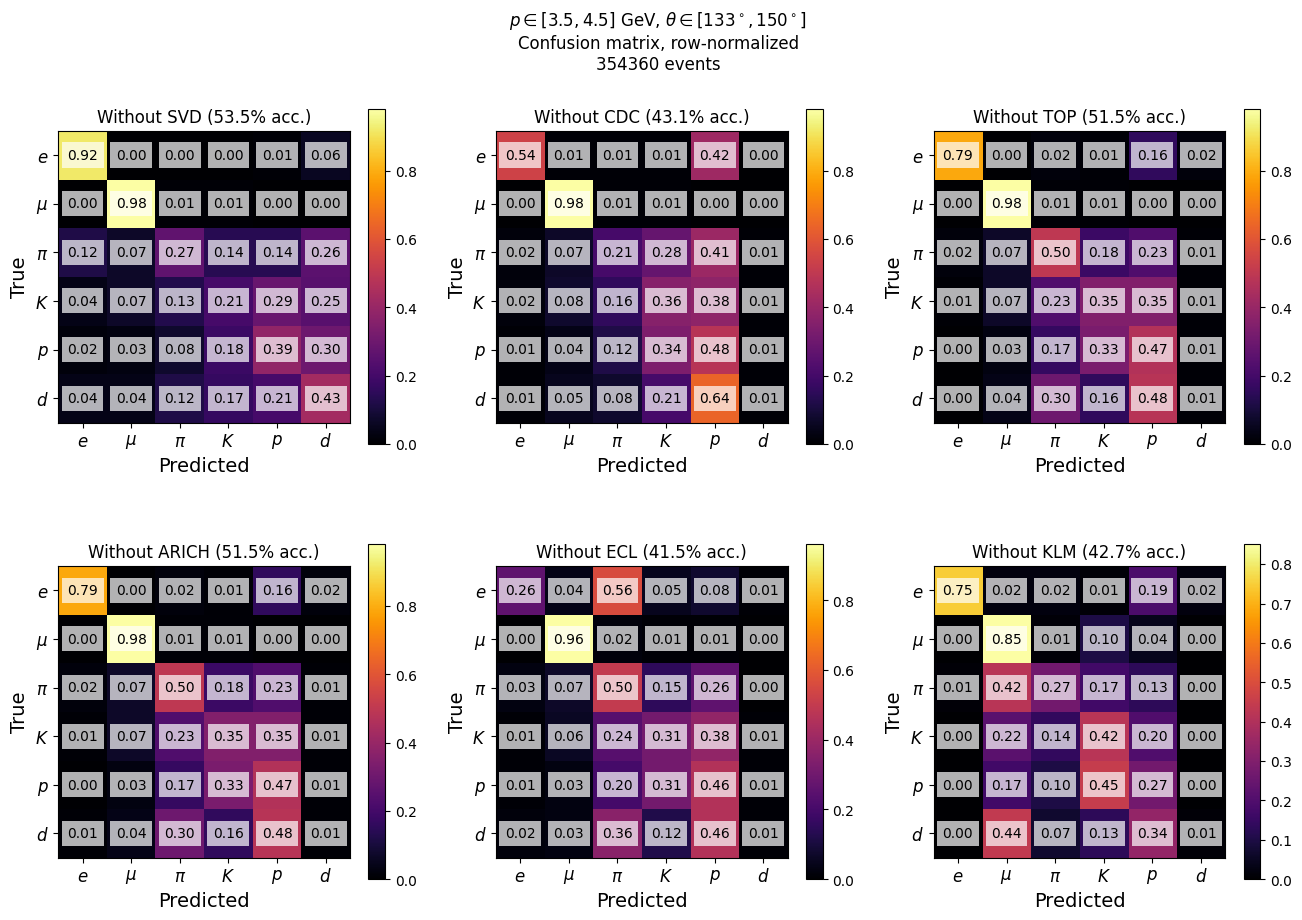 p ∈ [3.5, 4.5] GeV, θ ∈ [133°, 150°]
Confusion matrix, row-normalized
354360 events
Without SVD (53.5% acc.)
e 0.92 0.00 0.00 0.00 0.01 0.06
μ 0.00 0.98 0.01 0.01 0.00 0.00
π 0.12 0.07 0.27 0.14 0.14 0.26
K 0.04 0.07 0.13 0.21 0.29 0.25
p 0.02 0.03 0.08 0.18 0.39 0.30
d 0.04 0.04 0.12 0.17 0.21 0.43
e μ π K p d
Predicted
True
0.8
0.6
0.4
0.2
0.0
Without CDC (43.1% acc.)
e 0.54 0.01 0.01 0.01 0.42 0.00
μ 0.00 0.98 0.01 0.01 0.00 0.00
π 0.02 0.07 0.21 0.28 0.41 0.01
K 0.02 0.08 0.16 0.36 0.38 0.01
p 0.01 0.04 0.12 0.34 0.48 0.01
d 0.01 0.05 0.08 0.21 0.64 0.01
e μ π K p d
Predicted
True
0.8
0.6
0.4
0.2
0.0
Without TOP (51.5% acc.)
e 0.79 0.00 0.02 0.01 0.16 0.02
μ 0.00 0.98 0.01 0.01 0.00 0.00
π 0.02 0.07 0.50 0.18 0.23 0.01
K 0.01 0.07 0.23 0.35 0.35 0.01
p 0.00 0.03 0.17 0.33 0.47 0.01
d 0.00 0.04 0.30 0.16 0.48 0.01
e μ π K p d
Predicted
True
0.8
0.6
0.4
0.2
0.0
Without ARICH (51.5% acc.)
e 0.79 0.00 0.02 0.01 0.16 0.02
μ 0.00 0.98 0.01 0.01 0.00 0.00
π 0.02 0.07 0.50 0.18 0.23 0.01
K 0.01 0.07 0.23 0.35 0.35 0.01
p 0.00 0.03 0.17 0.33 0.47 0.01
d 0.01 0.04 0.30 0.16 0.48 0.01
e μ π K p d
Predicted
True
0.8
0.6
0.4
0.2
0.0
Without ECL (41.5% acc.)
e 0.26 0.04 0.56 0.05 0.08 0.01
μ 0.00 0.96 0.02 0.01 0.01 0.00
π 0.03 0.07 0.50 0.15 0.26 0.00
K 0.01 0.06 0.24 0.31 0.38 0.01
p 0.01 0.03 0.20 0.31 0.46 0.01
d 0.02 0.03 0.36 0.12 0.46 0.01
e μ π K p d
Predicted
True
0.8
0.6
0.4
0.2
0.0
Without KLM (42.7% acc.)
e 0.75 0.02 0.02 0.01 0.19 0.00
μ 0.00 0.85 0.01 0.10 0.04 0.00
π 0.01 0.42 0.27 0.17 0.13 0.00
K 0.00 0.22 0.14 0.42 0.20 0.00
p 0.00 0.17 0.10 0.45 0.27 0.00
d 0.00 0.44 0.07 0.13 0.34 0.01
e μ π K p d
Predicted
True
0.8
0.7
0.6
0.5
0.4
0.3
0.2
0.1
0.0